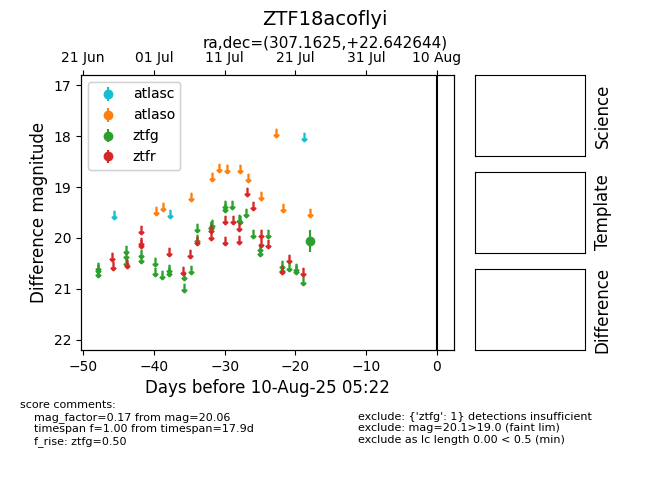 ZTF18acoflyi
ra,dec=(307.1625,+22.642644)
21 Jun 01 Jul 11 Jul 21 Jul 31 Jul 10 Aug
17
18
19
20
21
22
Difference magnitude
atlasc
atlaso
ztfg
ztfr
−50 −40 −30 −20 −10 0
Days before 10-Aug-25 05:22
Science
Template
Difference
score comments:
mag_factor=0.17 from mag=20.06
timespan f=1.00 from timespan=17.9d
f_rise: ztfg=0.50
exclude: {'ztfg': 1} detections insufficient
exclude: mag=20.1>19.0 (faint lim)
exclude as lc length 0.00 < 0.5 (min)